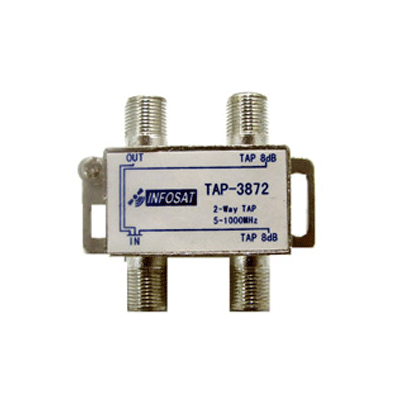 OUT TAP 8dB
INFOSAT TAP-3872
2-Way TAP
5-1000MHz
IN TAP 8dB